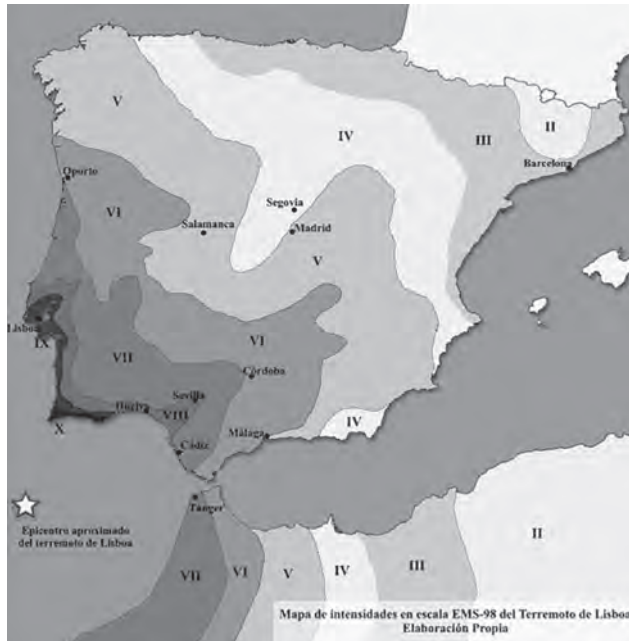 V
IV
III
II
Barcelona
Oporto
VI
Segovia
Salamanca
Madrid
V
Lisboa
IX
VII
VI
Córdoba
Sevilla
Huelva
VIII
X
Málaga
IV
Cádiz
Tánger
Epicentro aproximado
del terremoto de Lisboa
VII
VI
V
IV
III
II
Mapa de intensidades en escala EMS-98 del Terremoto de Lisboa
Elaboración Propia